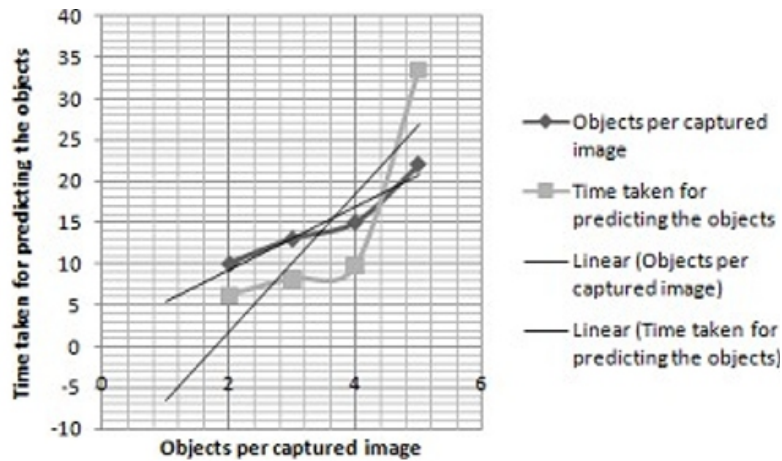 Time taken for predicting the objects
40
35
30
25
20
15
10
5
0
-5
-10
0
2
4
6
Objects per captured image
Objects per captured
image
Time taken for
predicting the objects
Linear (Objects per
captured image)
Linear (Time taken for
predicting the objects)